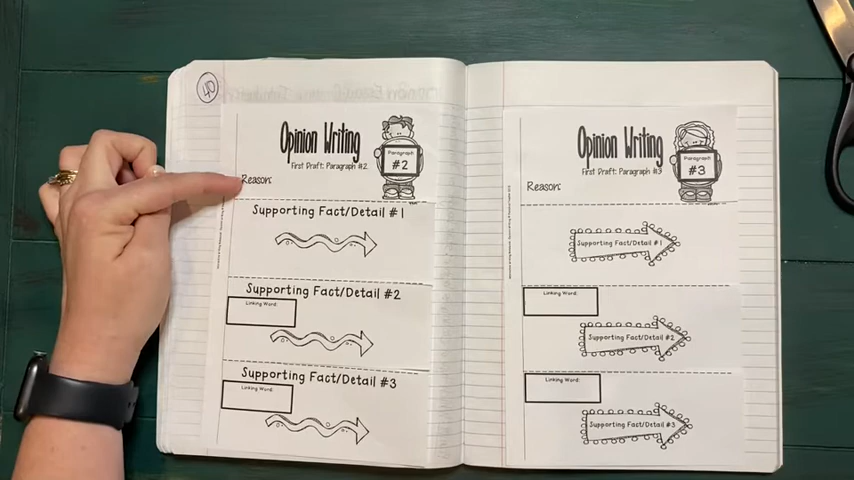 40
Opinion Writing
First Draft: Paragraph #2
Paragraph
#2
Reason:
Supporting Fact/Detail #1
Supporting Fact/Detail #2
Linking Word:
Supporting Fact/Detail #3
Linking Word:
Opinion Writing
First Draft: Paragraph #3
Paragraph
#3
Reason:
Supporting Fact/Detail #1
Linking Word:
Supporting Fact/Detail #2
Linking Word:
Supporting Fact/Detail #3